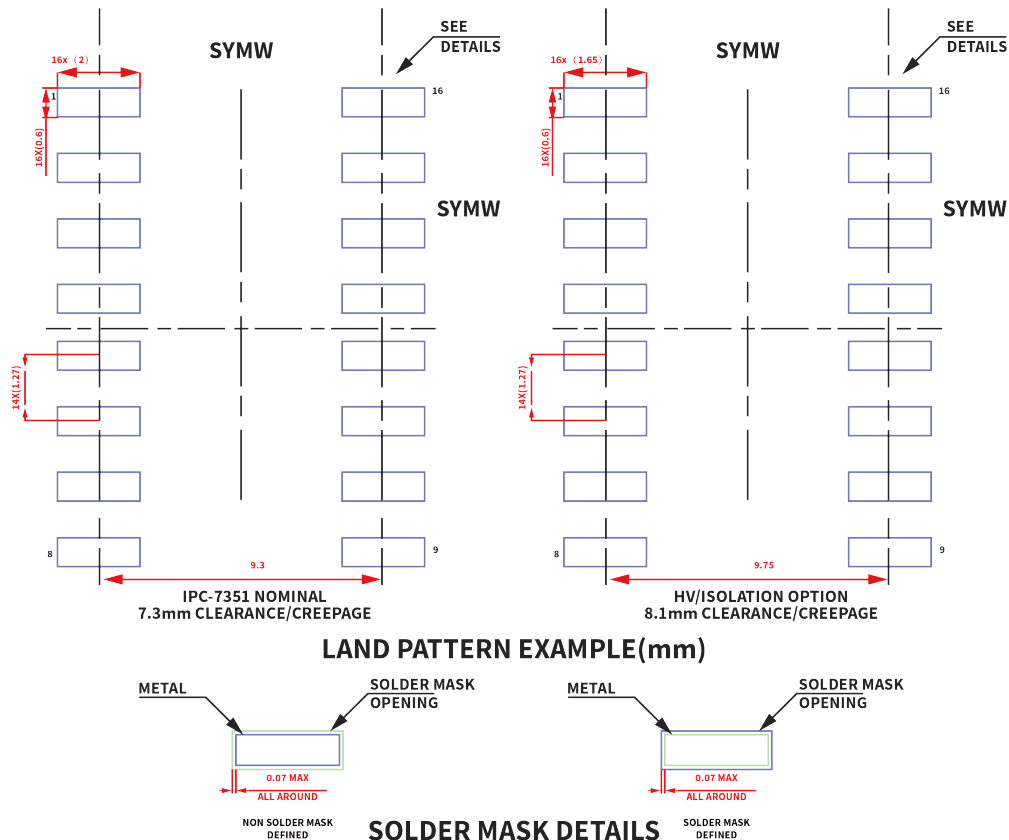 SYMW
SEE
DETAILS
16x（2）
1
16
16X(0.6)
SYMW
14X(1.27)
8
9
9.3
IPC-7351 NOMINAL
7.3mm CLEARANCE/CREEPAGE
SYMW
SEE
DETAILS
16x（1.65）
1
16
16X(0.6)
SYMW
14X(1.27)
8
9
9.75
HV/ISOLATION OPTION
8.1mm CLEARANCE/CREEPAGE
LAND PATTERN EXAMPLE(mm)
METAL
SOLDER MASK
OPENING
0.07 MAX
ALL AROUND
NON SOLDER MASK
DEFINED
METAL
SOLDER MASK
OPENING
0.07 MAX
ALL AROUND
SOLDER MASK
DEFINED
SOLDER MASK DETAILS